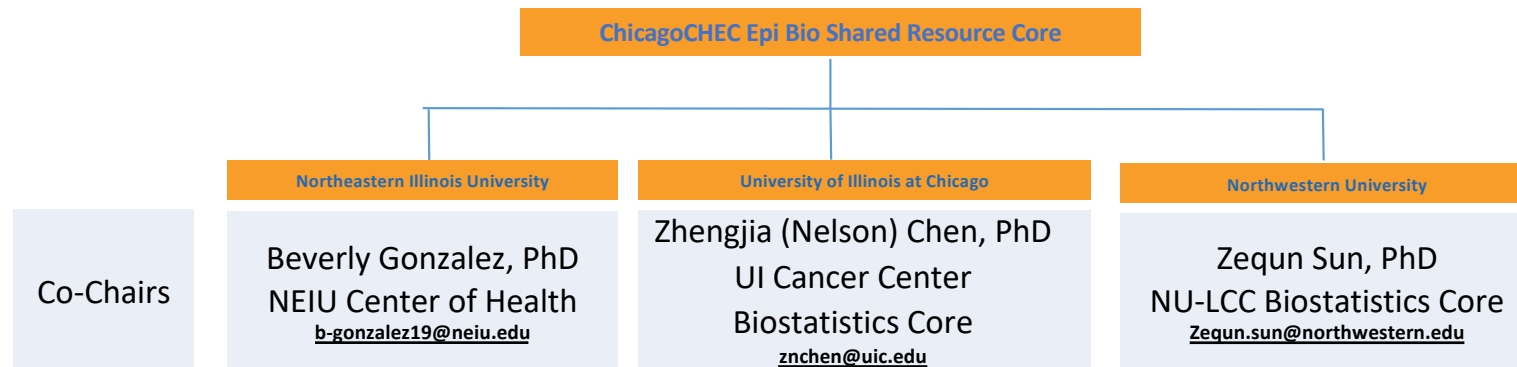 ChicagoCHEC Epi Bio Shared Resource Core
Northeastern Illinois University
University of Illinois at Chicago
Northwestern University
Co-Chairs
Beverly Gonzalez, PhD
NEIU Center of Health
b-gonzalez19@neiu.edu
Zhengjia (Nelson) Chen, PhD
UI Cancer Center
Biostatistics Core
znchen@uic.edu
Zequn Sun, PhD
NU-LCC Biostatistics Core
Zequn.sun@northwestern.edu